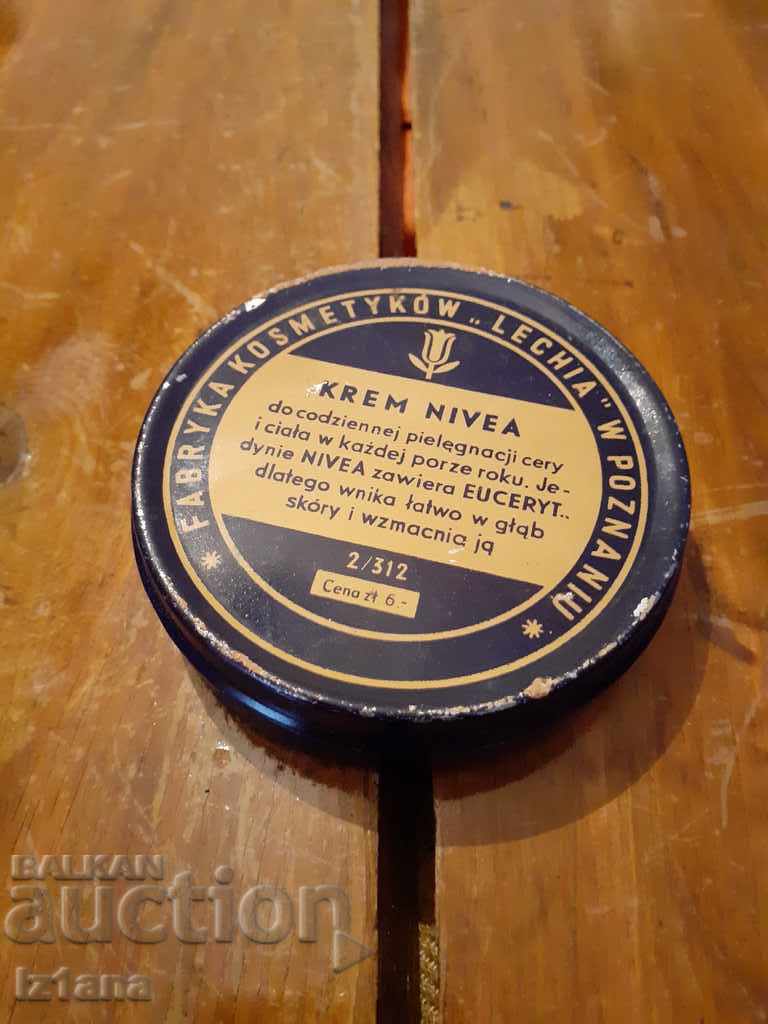 * FABRYKA KOSMETYKÓW „LECHIA" W POZNANIU *
KREM NIVEA
do codziennej pielęgnacji cery
i ciała w każdej porze roku. Je-
dynie NIVEA zawiera EUCERYT..
dlatego wnika łatwo w głąb
skóry i wzmacnia ją
2/312
Cena zł 6.-
BALKAN
auction
Iz1ana